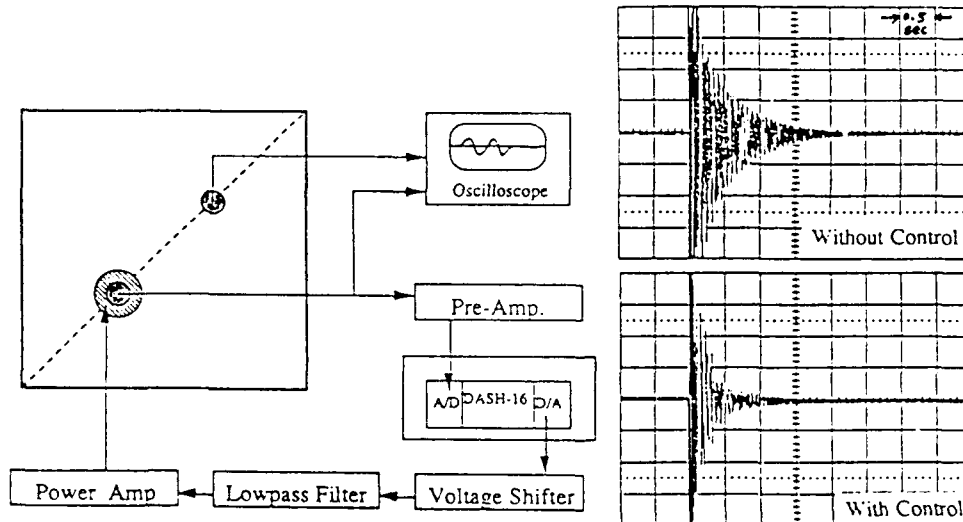 Oscilloscope
Pre-Amp.
A/D DASH-16 D/A
Power Amp
Lowpass Filter
Voltage Shifter
0.5
sec
Without Control
With Control